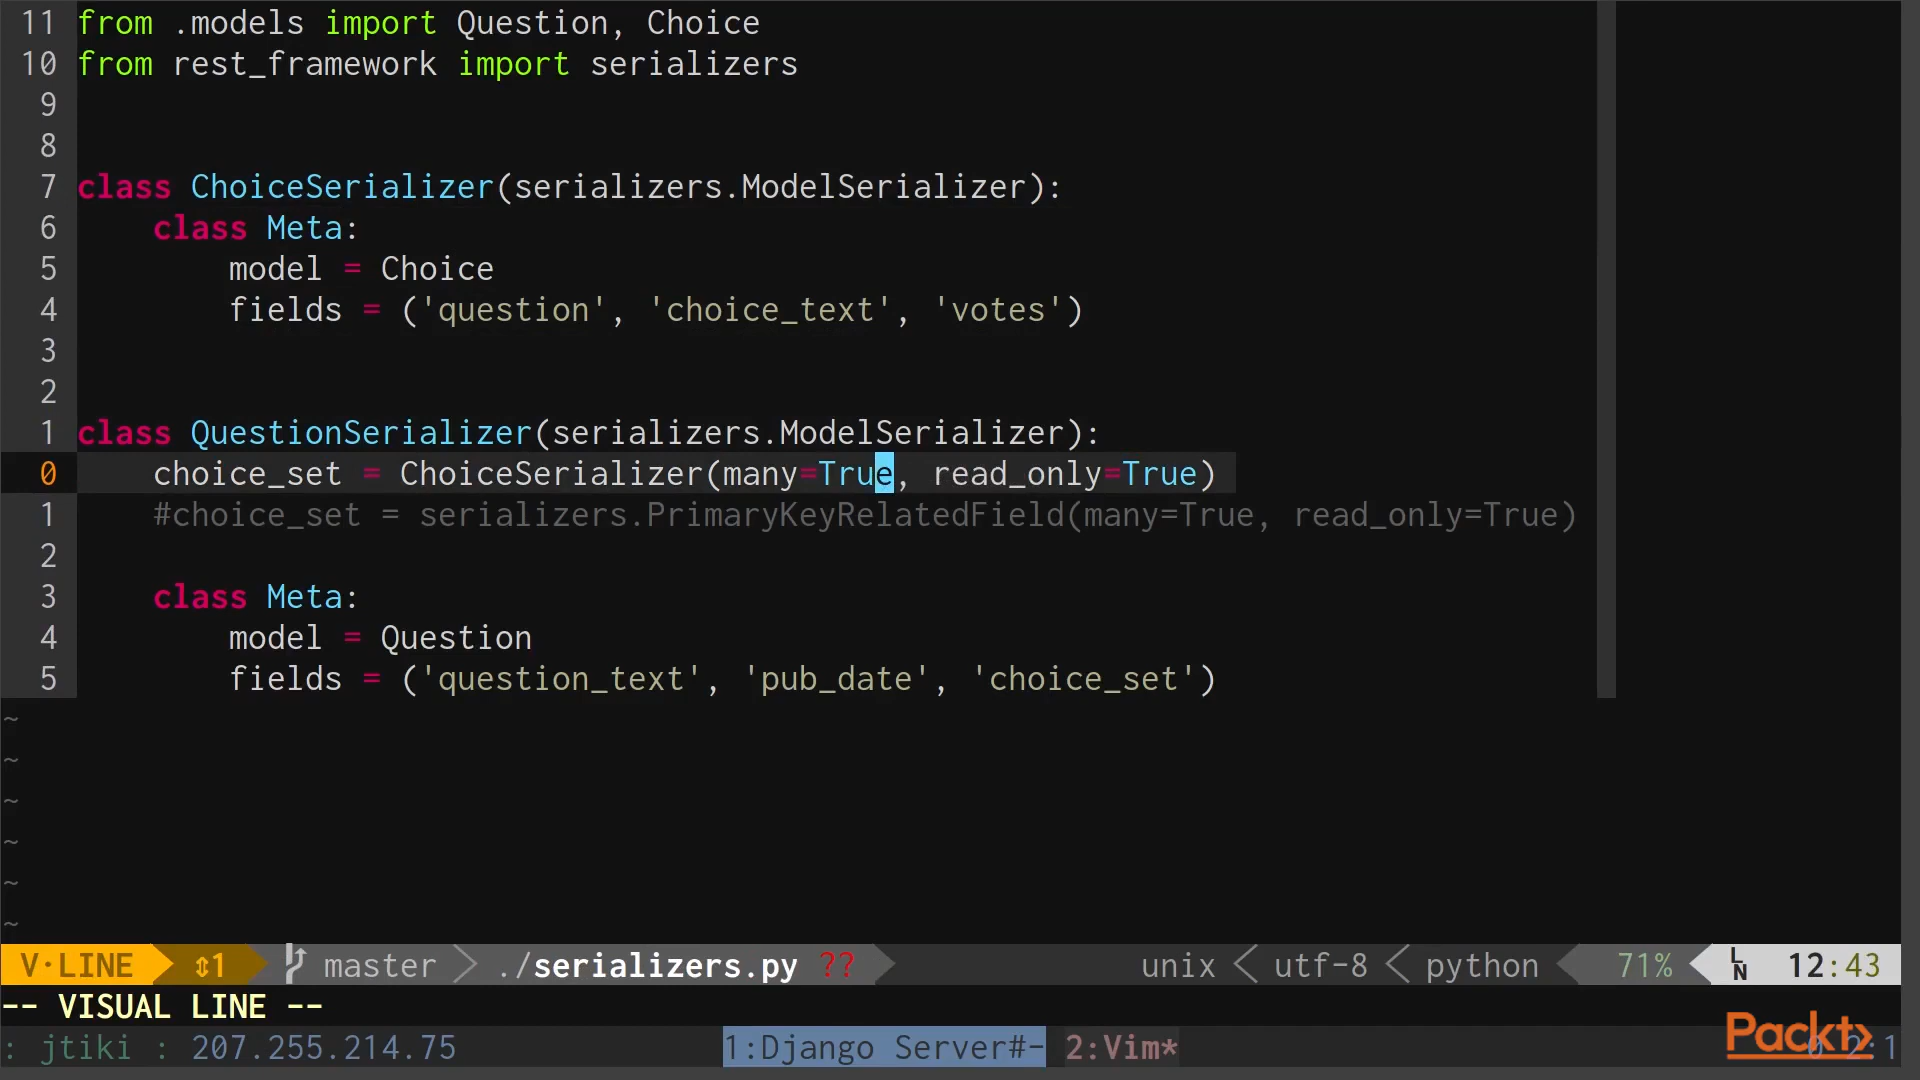 11 from .models import Question, Choice
10 from rest_framework import serializers
9
8
7 class ChoiceSerializer(serializers.ModelSerializer):
6     class Meta:
5         model = Choice
4         fields = ('question', 'choice_text', 'votes')
3
2
1 class QuestionSerializer(serializers.ModelSerializer):
0     choice_set = ChoiceSerializer(many=True, read_only=True)
1     #choice_set = serializers.PrimaryKeyRelatedField(many=True, read_only=True)
2
3     class Meta:
4         model = Question
5         fields = ('question_text', 'pub_date', 'choice_set')
~
~
~
~
~
~
V·LINE ↕1 master ./serializers.py ?? unix utf-8 python 71% LN 12:43
-- VISUAL LINE --
: jtiki : 207.255.214.75 1:Django Server#- 2:Vim* Packt